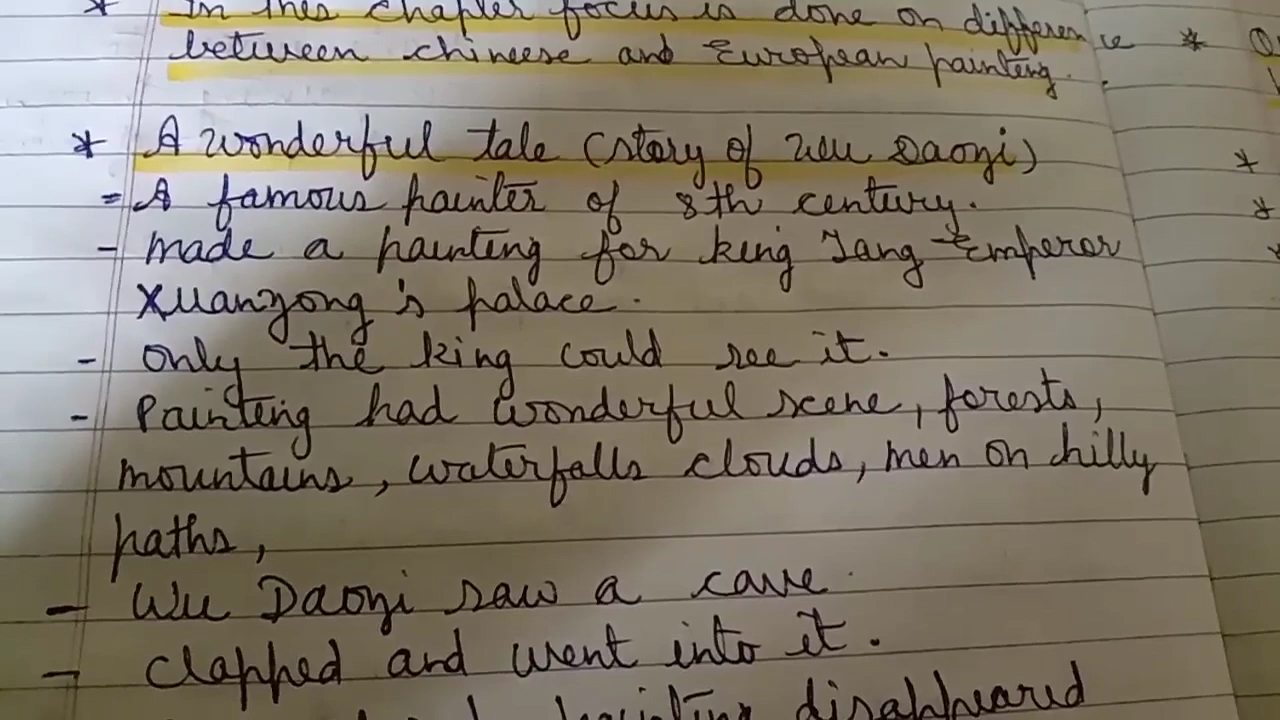 * In this chapter focus is done on difference
between chineese and European painting.
* A wonderful tale (story of Wu Daozi)
= A famous painter of 8th century.
- made a painting for king Tang Emperor
Xuanzong's palace.
- only the king could see it.
- Painting had wonderful scene, forests,
mountains, waterfalls clouds, men on hilly
paths,
- Wu Daozi saw a cave.
- clapped and went into it.
painting disappeared
*
*
*